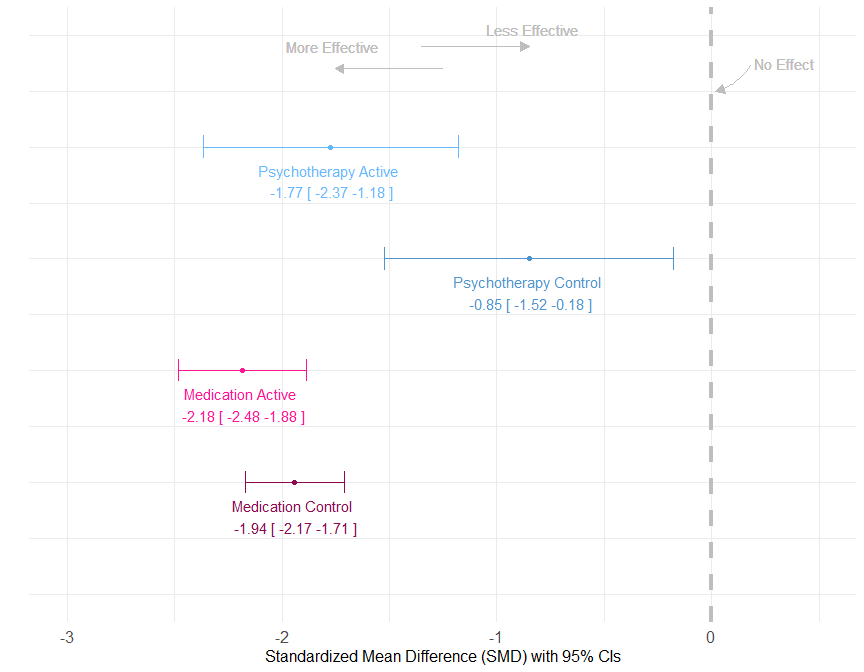 Less Effective
More Effective
No Effect
Psychotherapy Active
-1.77 [ -2.37 -1.18 ]
Psychotherapy Control
-0.85 [ -1.52 -0.18 ]
Medication Active
-2.18 [ -2.48 -1.88 ]
Medication Control
-1.94 [ -2.17 -1.71 ]
-3 -2 -1 0
Standardized Mean Difference (SMD) with 95% CIs